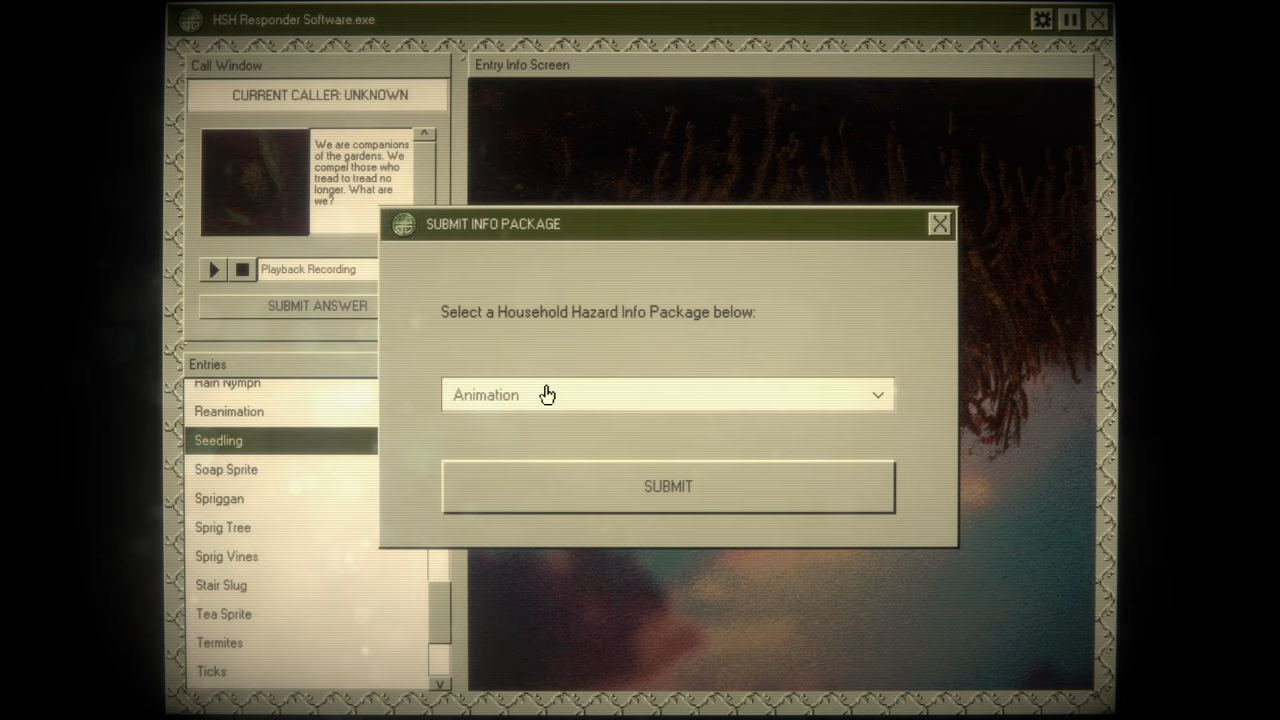 HSH Responder Software.exe
Call Window
CURRENT CALLER: UNKNOWN
We are companions
of the gardens. We
compel those who
tread to tread no
longer. What are
we?
Playback Recording
SUBMIT ANSWER
Entries
Rain Nymph
Reanimation
Seedling
Soap Sprite
Spriggan
Sprig Tree
Sprig Vines
Stair Slug
Tea Sprite
Termites
Ticks
Entry Info Screen
SUBMIT INFO PACKAGE
Select a Household Hazard Info Package below:
Animation
SUBMIT